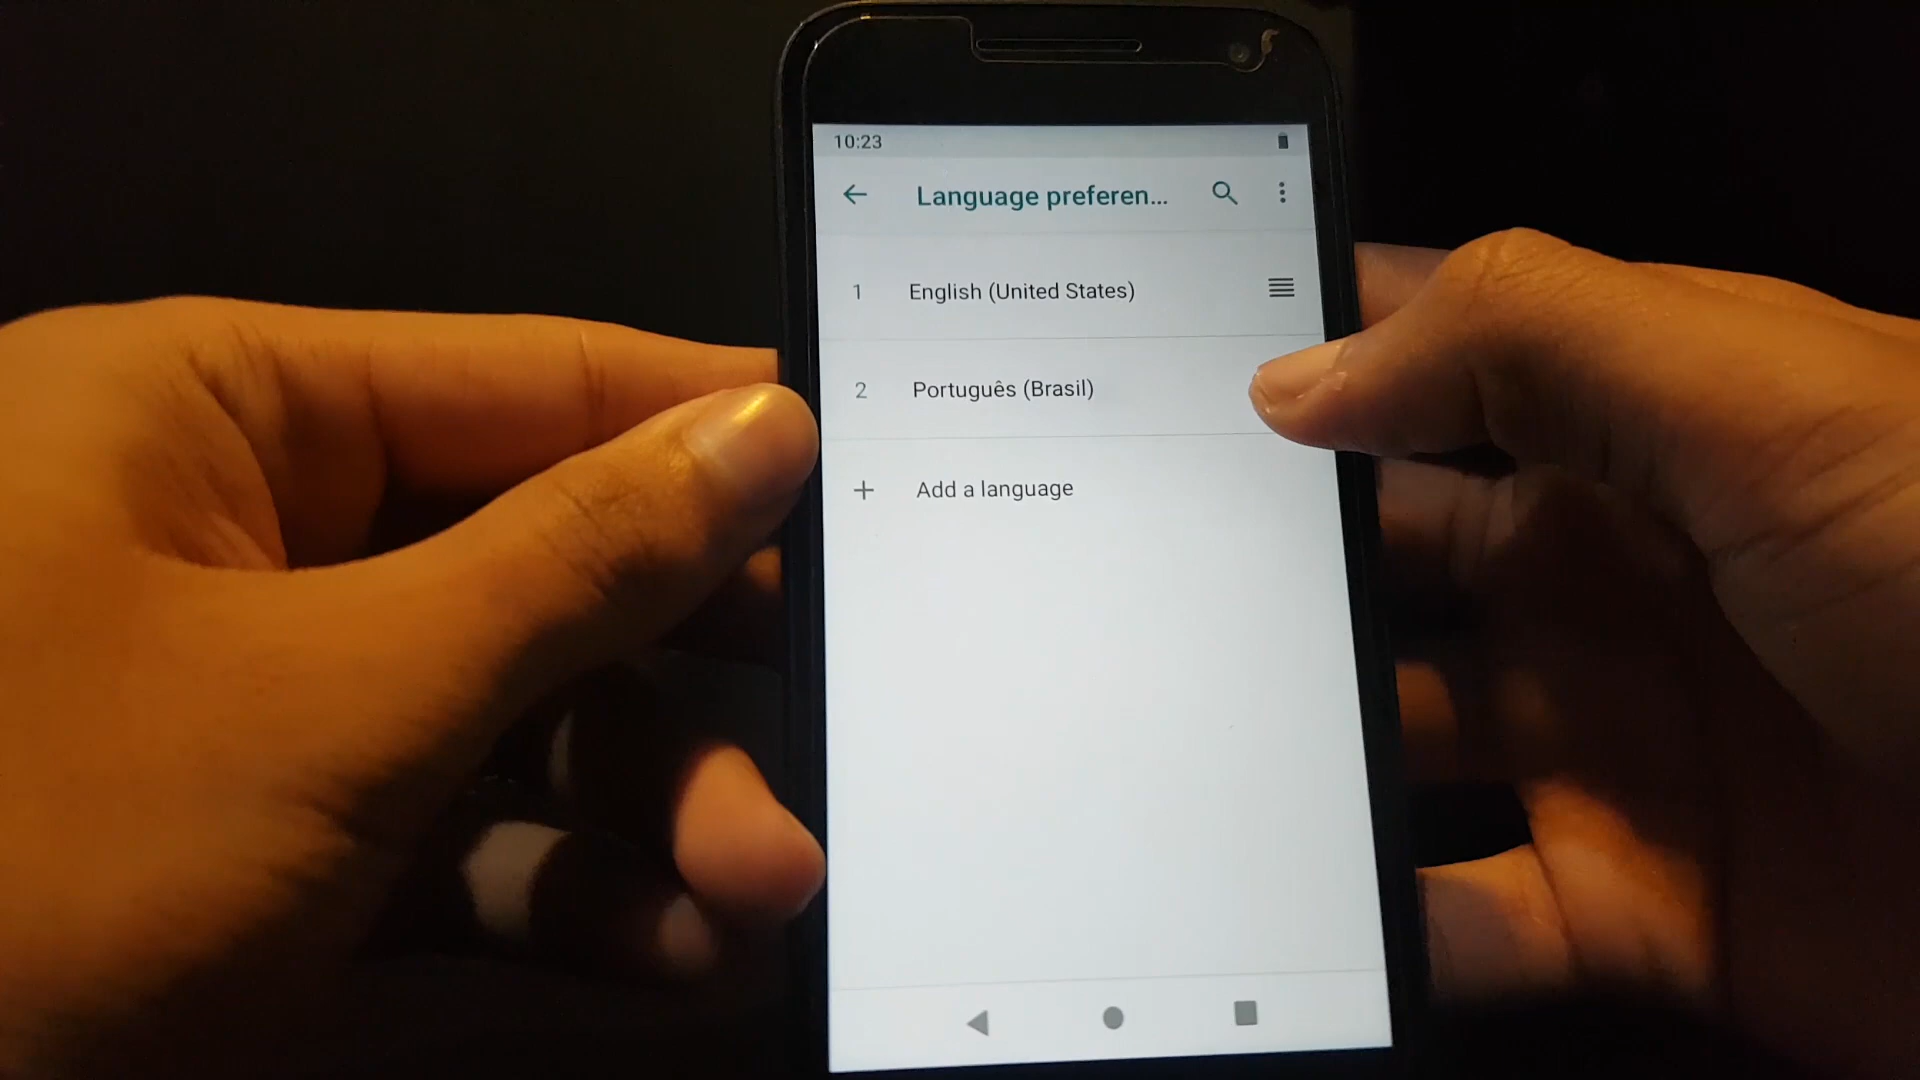 10:23
Language preferen...
1 English (United States)
2 Português (Brasil)
+ Add a language